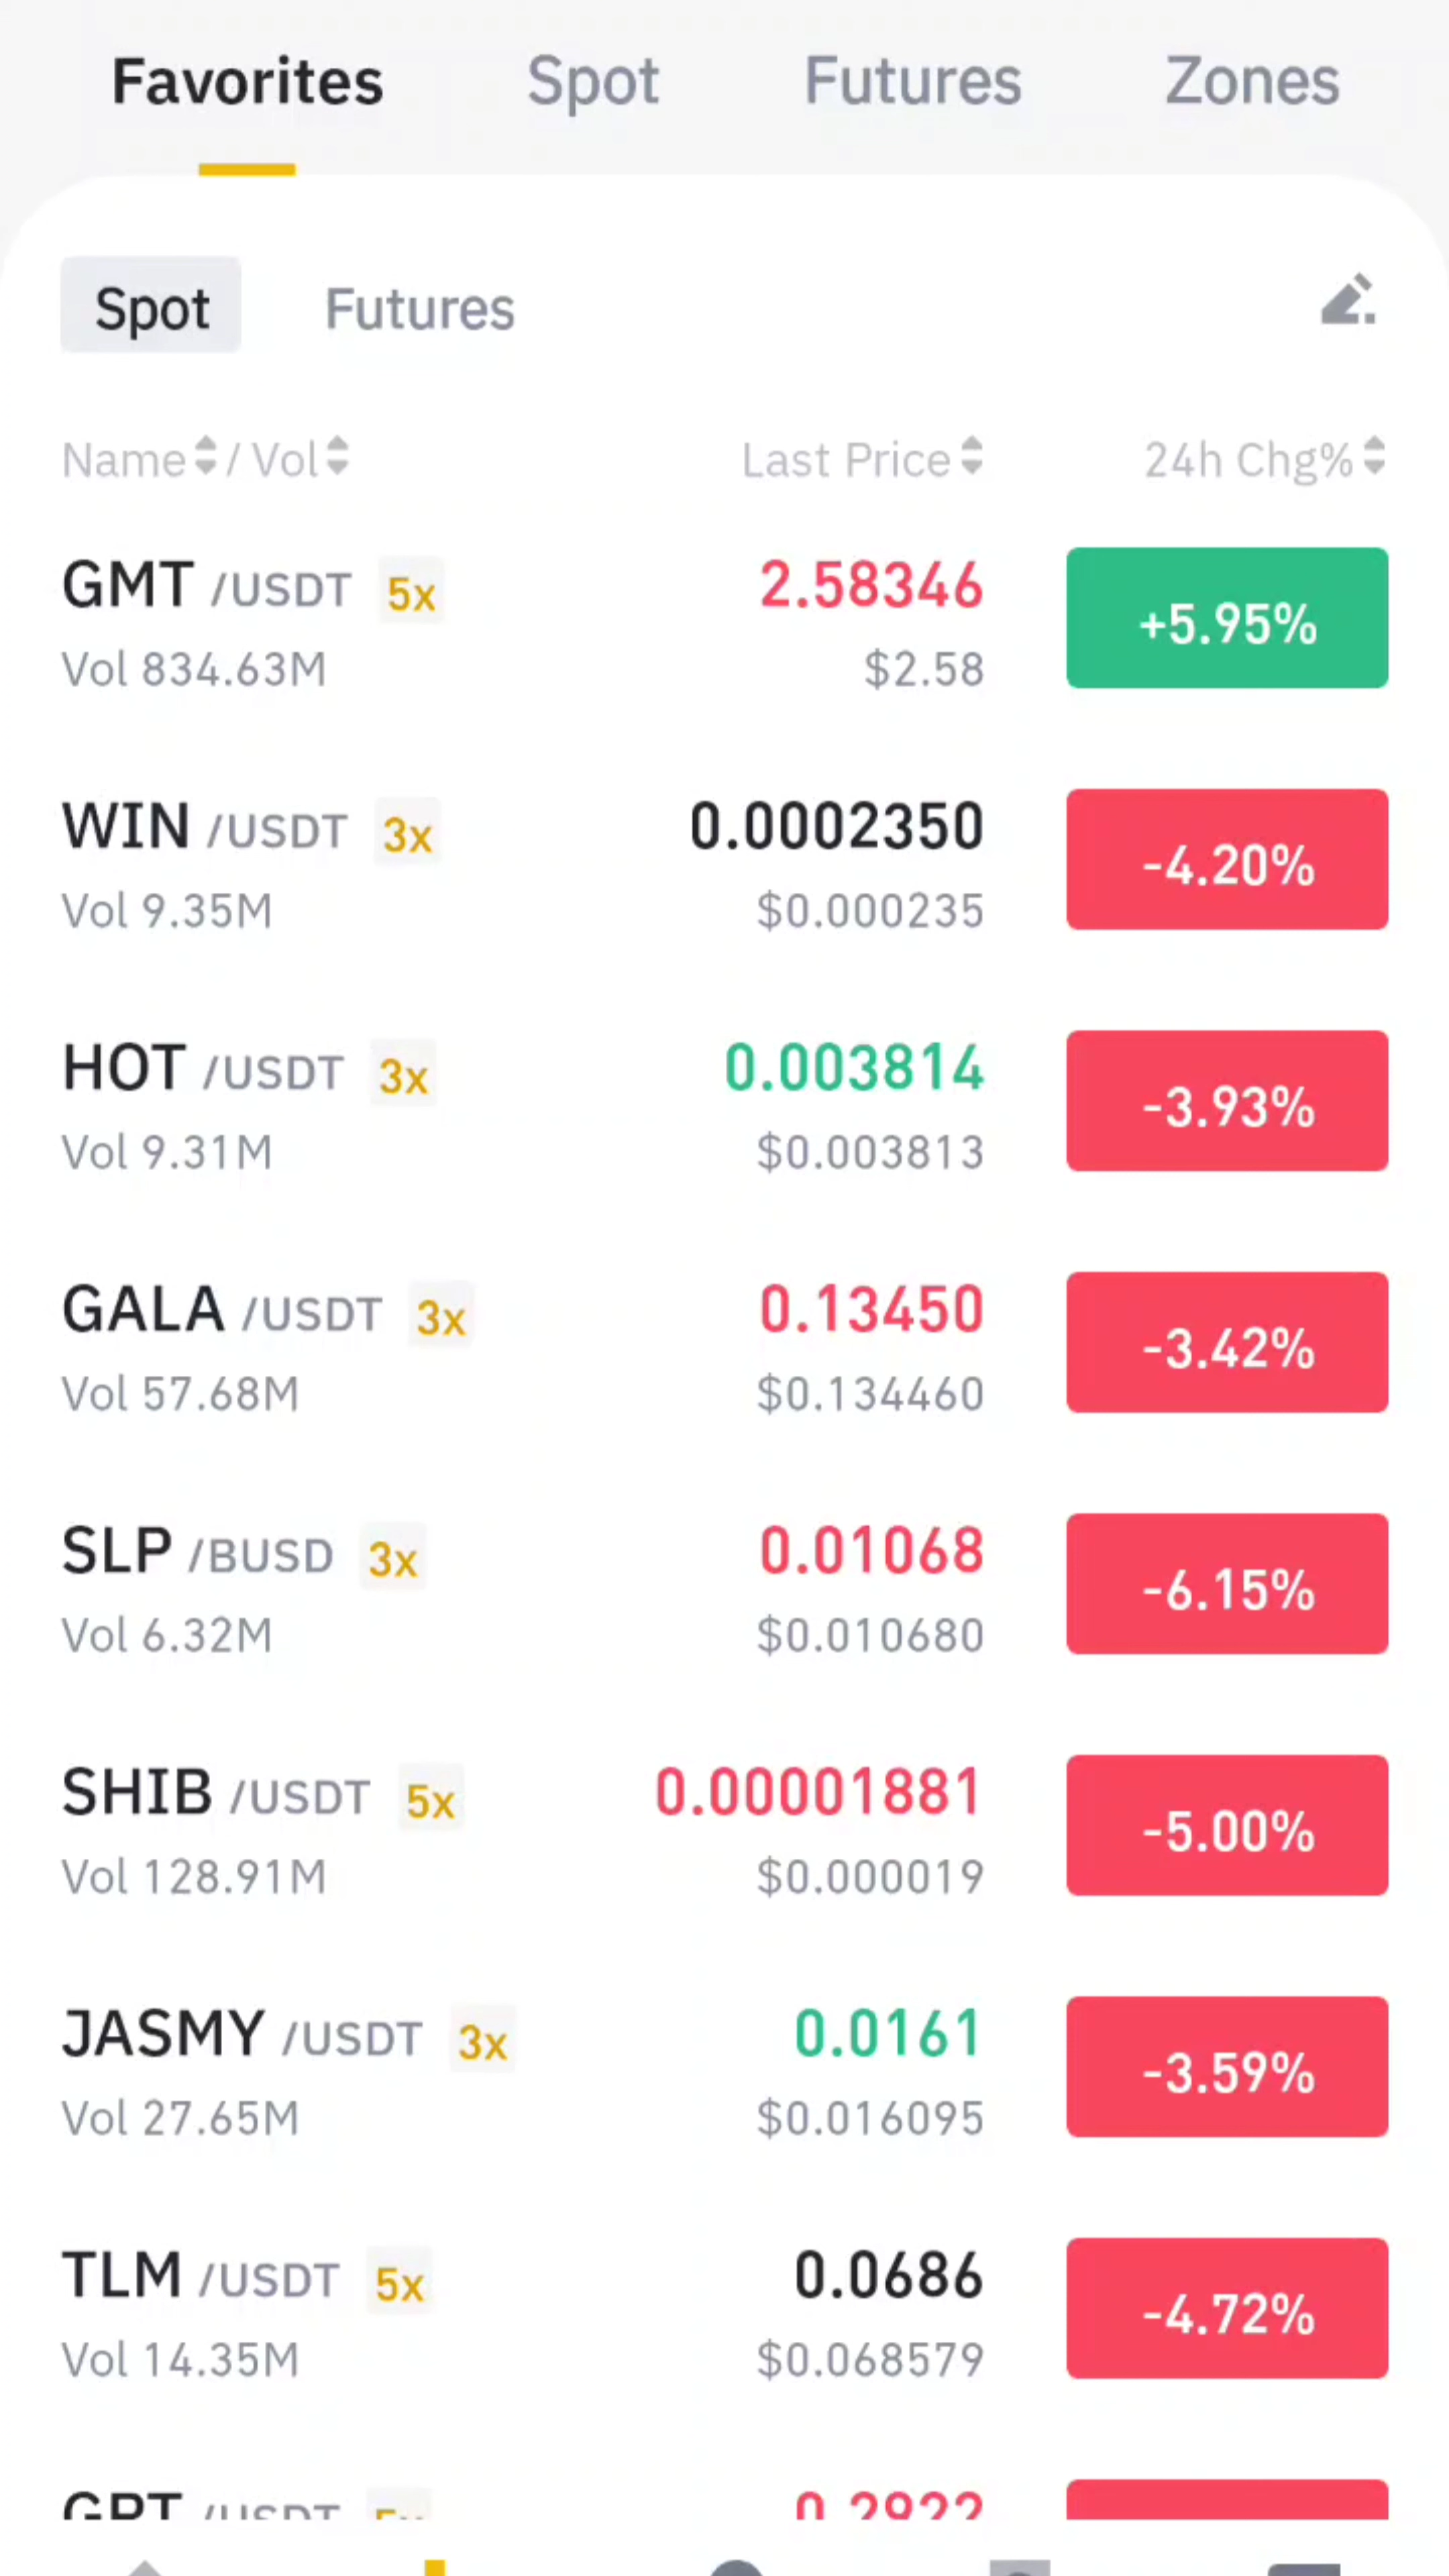 Favorites Spot Futures Zones
Spot Futures
Name / Vol Last Price 24h Chg%
GMT /USDT 5x 2.58346 +5.95%
Vol 834.63M $2.58
WIN /USDT 3x 0.0002350 -4.20%
Vol 9.35M $0.000235
HOT /USDT 3x 0.003814 -3.93%
Vol 9.31M $0.003813
GALA /USDT 3x 0.13450 -3.42%
Vol 57.68M $0.134460
SLP /BUSD 3x 0.01068 -6.15%
Vol 6.32M $0.010680
SHIB /USDT 5x 0.00001881 -5.00%
Vol 128.91M $0.000019
JASMY /USDT 3x 0.0161 -3.59%
Vol 27.65M $0.016095
TLM /USDT 5x 0.0686 -4.72%
Vol 14.35M $0.068579
/USDT